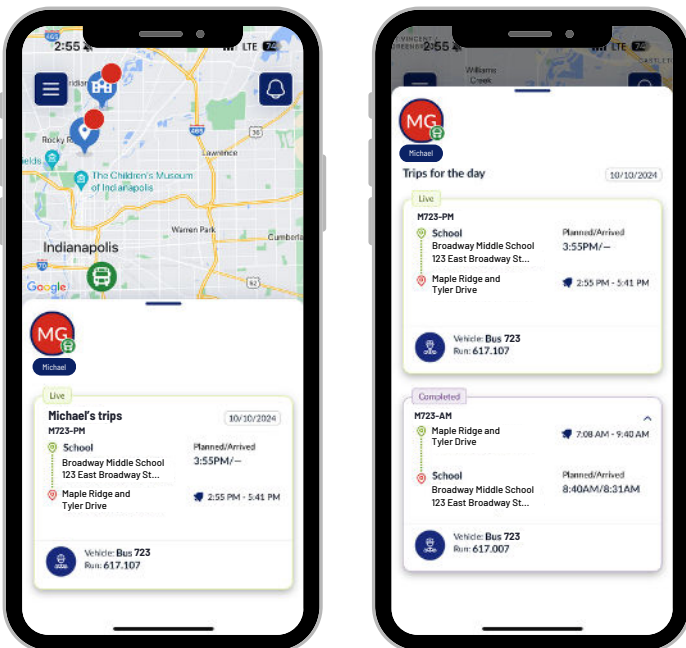 2:55
LTE
74
465
Rocky R
Lawrence
36
465
The Children's Museum
of Indianapolis
Warren Park
Indianapolis
Cumberla
70
Google
52
MG
Michael
Live
Michael's trips
10/10/2024
M723-PM
School
Planned/Arrived
Broadway Middle School
3:55PM/--
123 East Broadway St...
Maple Ridge and
Tyler Drive
2:55 PM - 5:41 PM
Vehicle: Bus 723
Run: 617.107
2:55
LTE
74
Williams
Creek
CASTLET
MG
Michael
Trips for the day
10/10/2024
Live
M723-PM
School
Planned/Arrived
Broadway Middle School
3:55PM/--
123 East Broadway St...
Maple Ridge and
Tyler Drive
2:55 PM - 5:41 PM
Vehicle: Bus 723
Run: 617.107
Completed
M723-AM
Maple Ridge and
Tyler Drive
7:08 AM - 9:40 AM
School
Planned/Arrived
Broadway Middle School
8:40AM/8:31AM
123 East Broadway St...
Vehicle: Bus 723
Run: 617.007